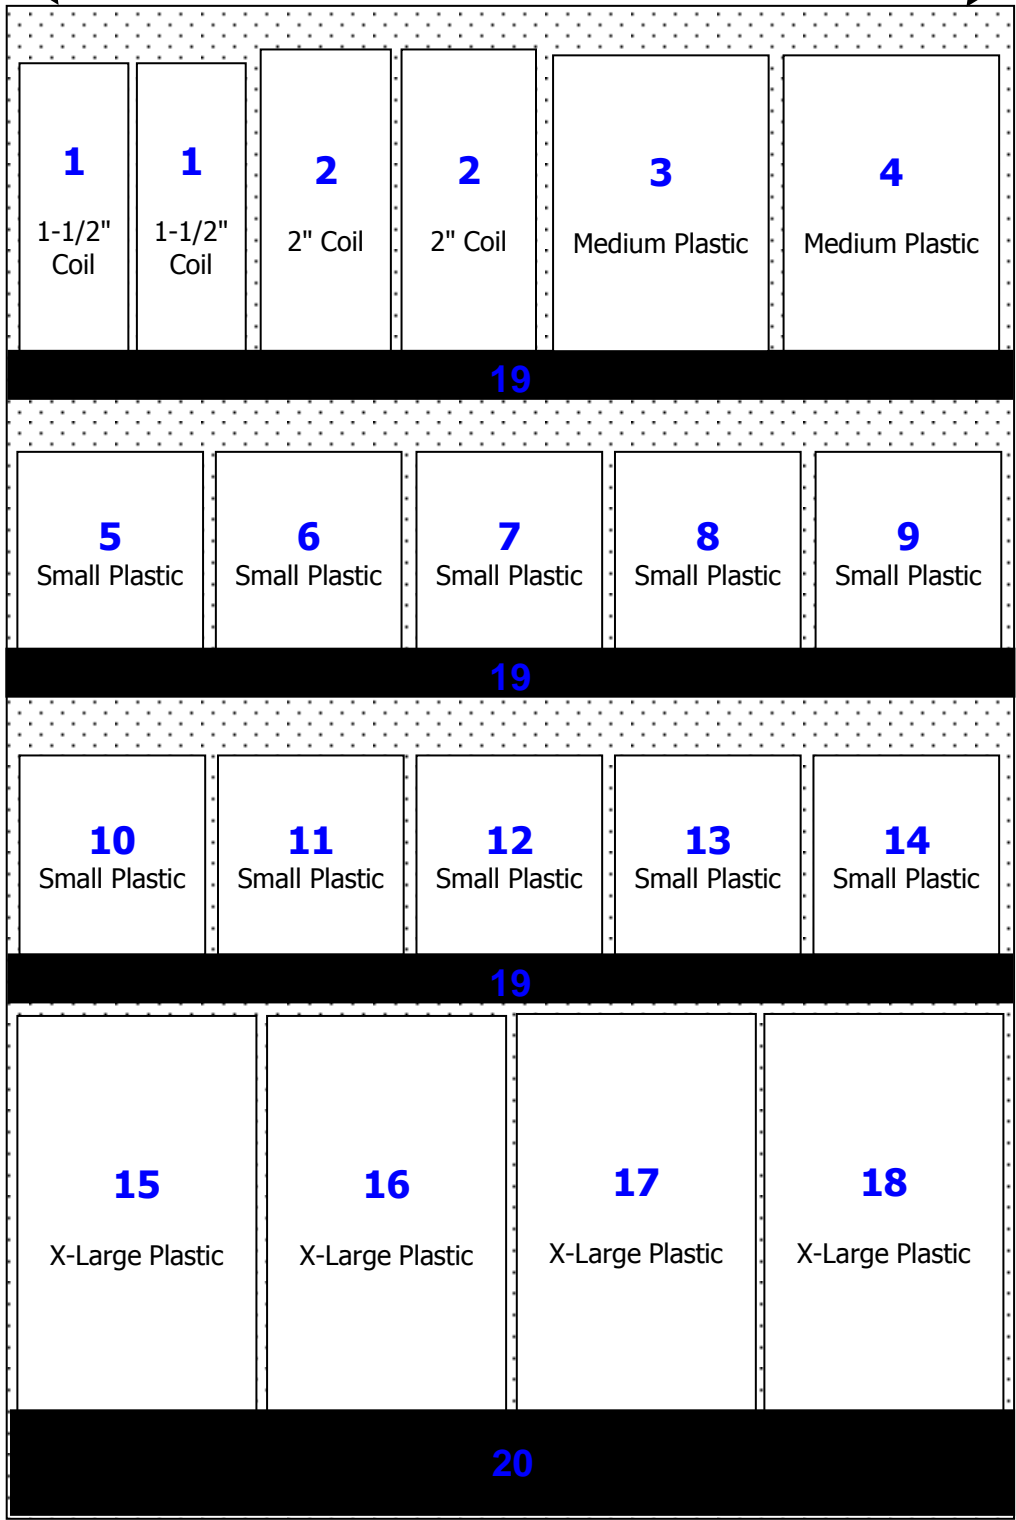 1 1 2 2 3 4
1-1/2" 1-1/2" 2" Coil 2" Coil Medium Plastic Medium Plastic
Coil Coil
19
5 6 7 8 9
Small Plastic Small Plastic Small Plastic Small Plastic Small Plastic
19
10 11 12 13 14
Small Plastic Small Plastic Small Plastic Small Plastic Small Plastic
19
15 16 17 18
X-Large Plastic X-Large Plastic X-Large Plastic X-Large Plastic
20